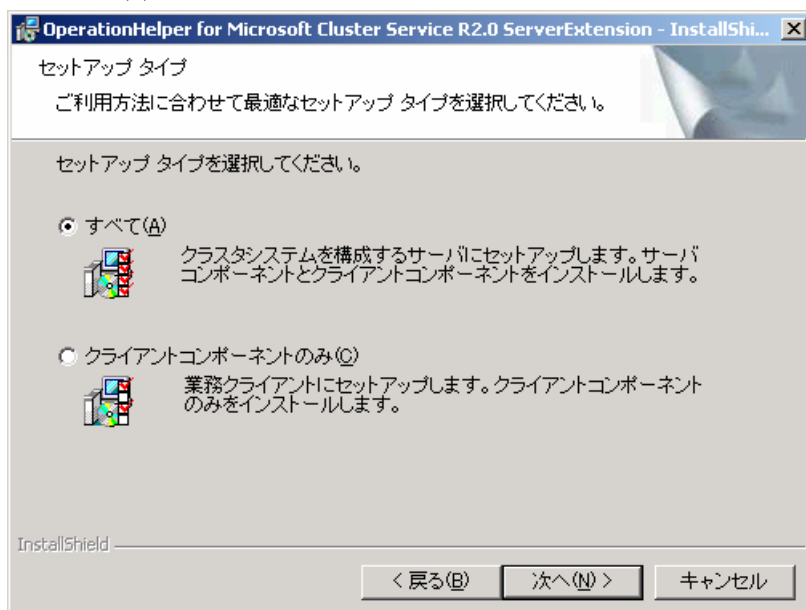 OperationHelper for Microsoft Cluster Service R2.0 ServerExtension - InstallShi...
セットアップ タイプ
ご利用方法に合わせて最適なセットアップ タイプを選択してください。
セットアップ タイプを選択してください。
すべて(A)
クラスタシステムを構成するサーバにセットアップします。サーバ
コンポーネントとクライアントコンポーネントをインストールします。
クライアントコンポーネントのみ(C)
業務クライアントにセットアップします。クライアントコンポーネント
のみをインストールします。
InstallShield
< 戻る(B) 次へ(N) > キャンセル